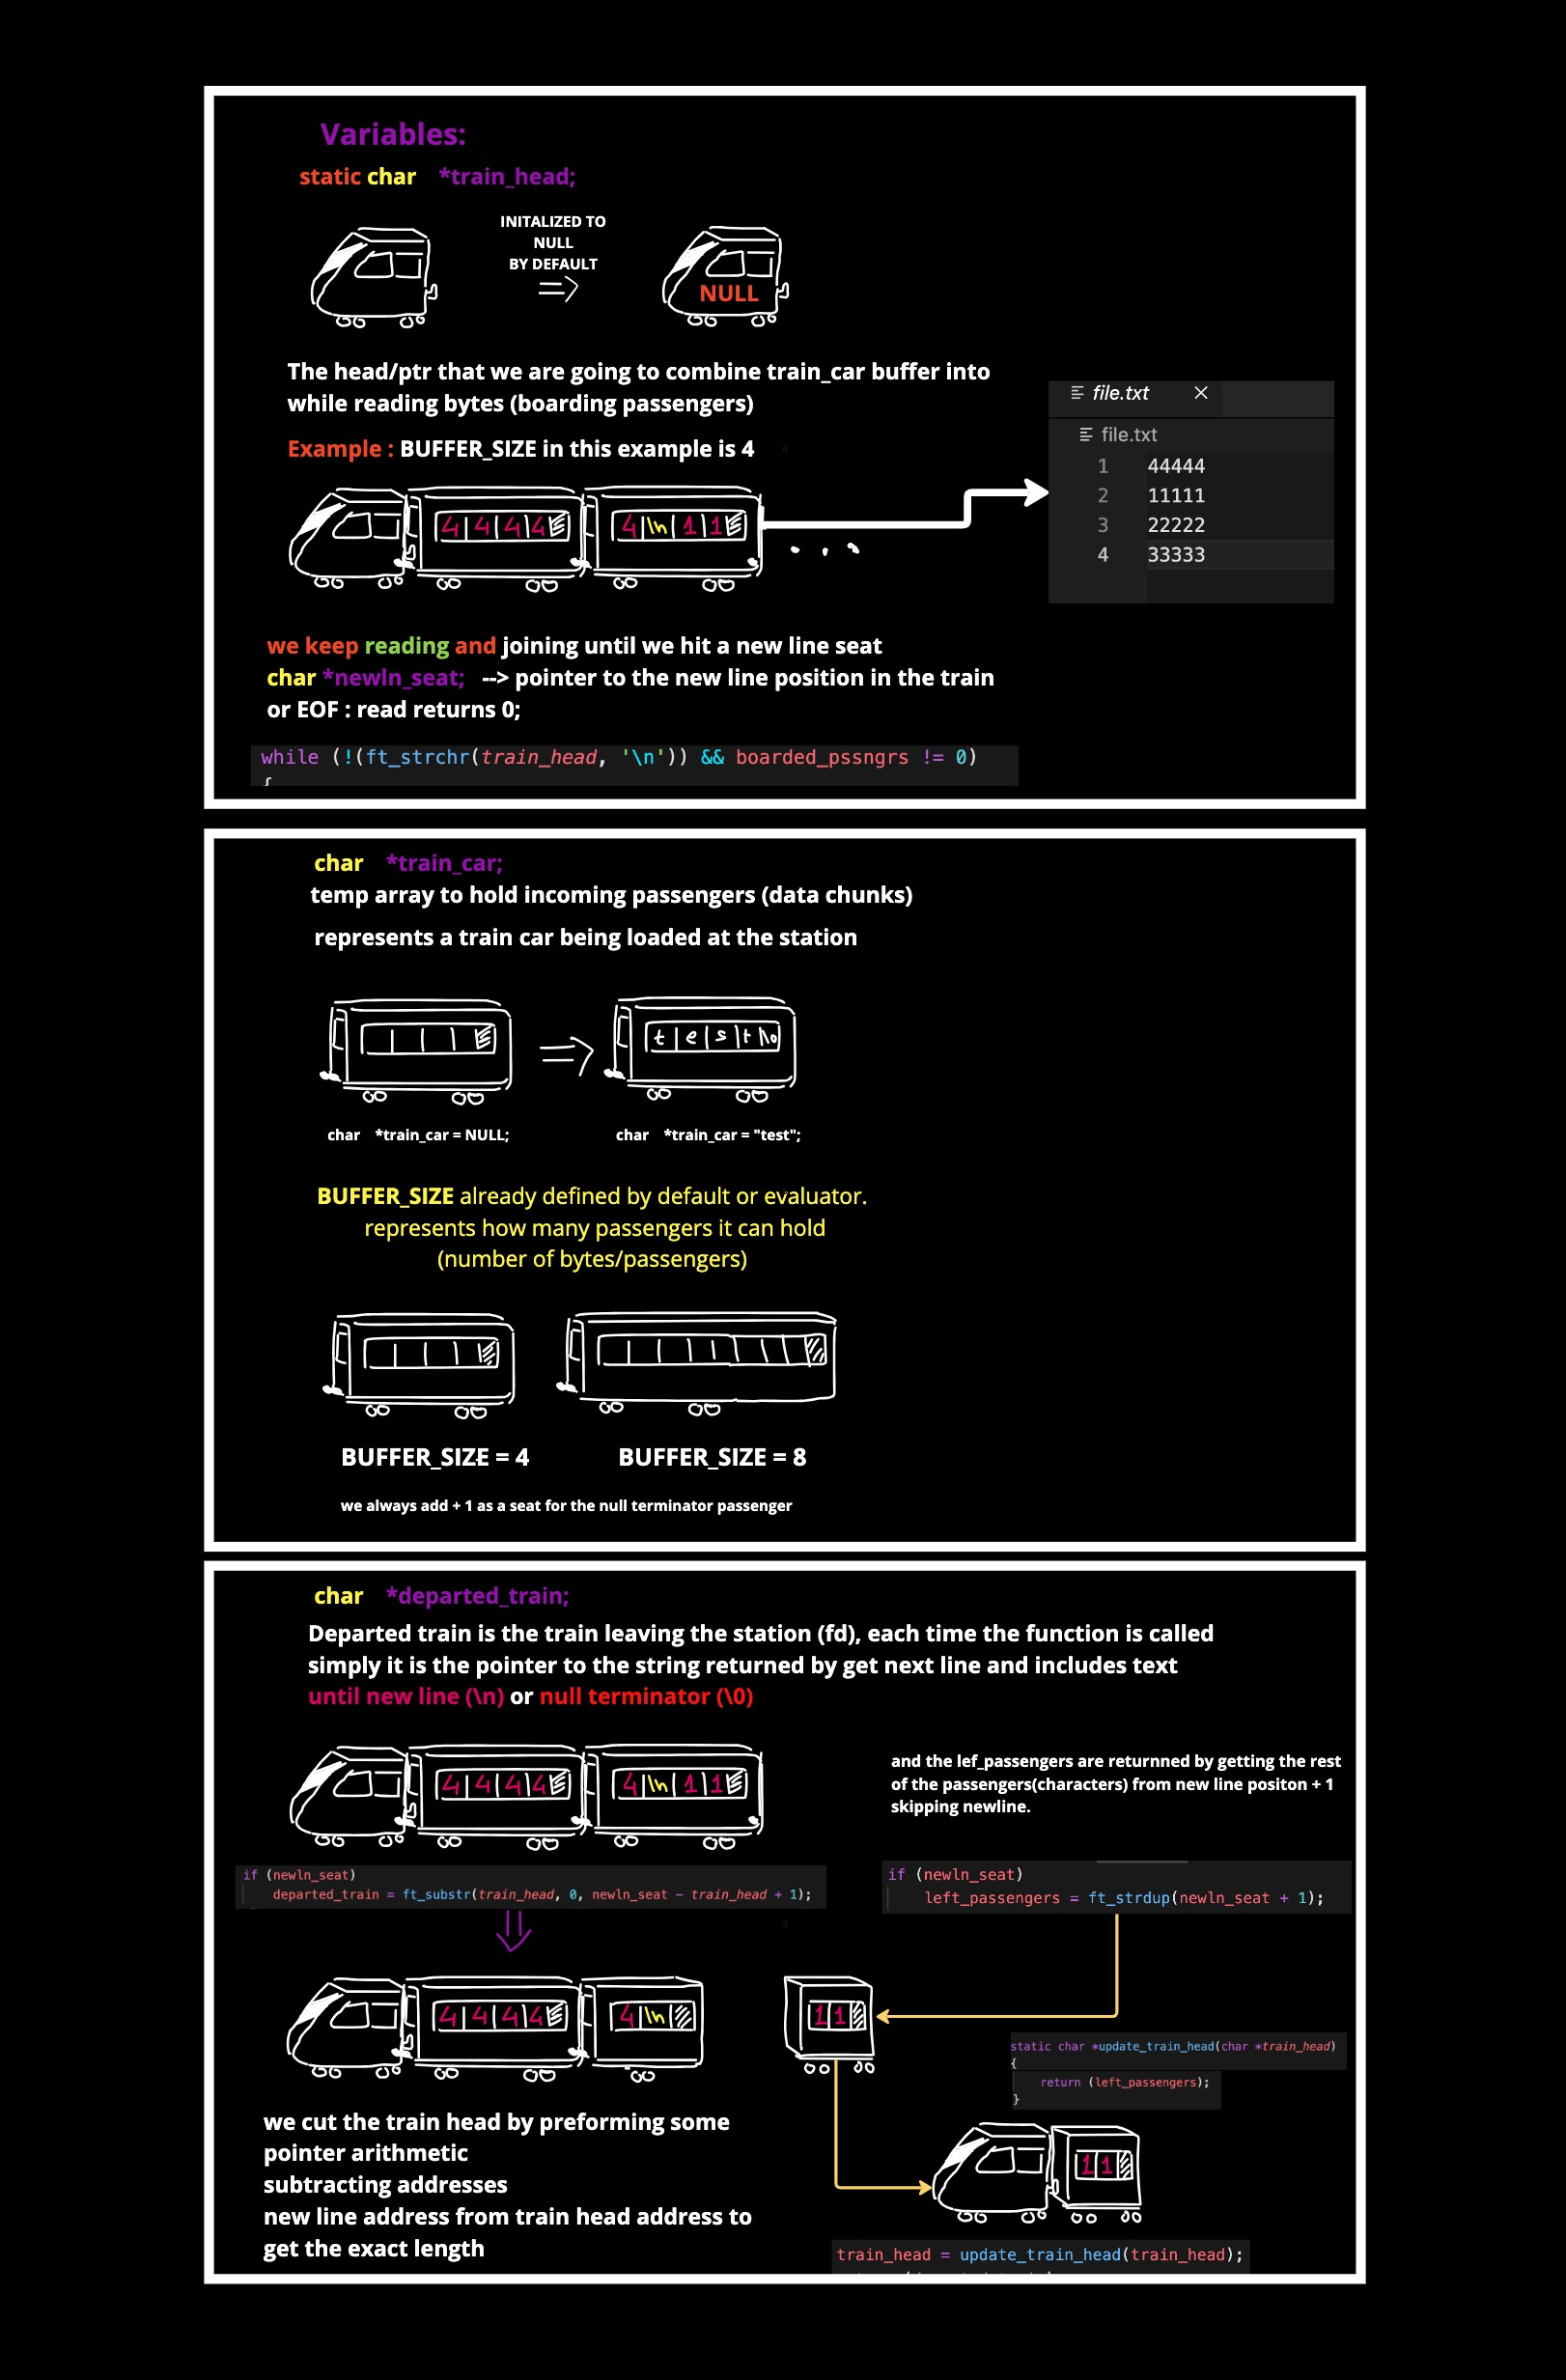 Variables:
static char *train_head;
INITALIZED TO
NULL
BY DEFAULT
=>
NULL
The head/ptr that we are going to combine train_car buffer into
while reading bytes (boarding passengers)
Example : BUFFER_SIZE in this example is 4
4|4|4|4
4|\n|1|1
...
file.txt ×
file.txt
1 44444
2 11111
3 22222
4 33333
we keep reading and joining until we hit a new line seat
char *newln_seat; --> pointer to the new line position in the train
or EOF : read returns 0;
while (!(ft_strchr(train_head, '\n')) && boarded_pssngrs != 0)
{
char *train_car;
temp array to hold incoming passengers (data chunks)
represents a train car being loaded at the station
=>
t|e|s|t|\0
char *train_car = NULL;
char *train_car = "test";
BUFFER_SIZE already defined by default or evaluator.
represents how many passengers it can hold
(number of bytes/passengers)
BUFFER_SIZE = 4
BUFFER_SIZE = 8
we always add + 1 as a seat for the null terminator passenger
char *departed_train;
Departed train is the train leaving the station (fd), each time the function is called
simply it is the pointer to the string returned by get next line and includes text
until new line (\n) or null terminator (\0)
4|4|4|4
4|\n|1|1
and the lef_passengers are returnned by getting the rest
of the passengers(characters) from new line positon + 1
skipping newline.
if (newln_seat)
departed_train = ft_substr(train_head, 0, newln_seat - train_head + 1);
if (newln_seat)
left_passengers = ft_strdup(newln_seat + 1);
4|4|4|4
4|\n
1|1
static char *update_train_head(char *train_head)
{
return (left_passengers);
}
1|1
we cut the train head by preforming some
pointer arithmetic
subtracting addresses
new line address from train head address to
get the exact length
train_head = update_train_head(train_head);